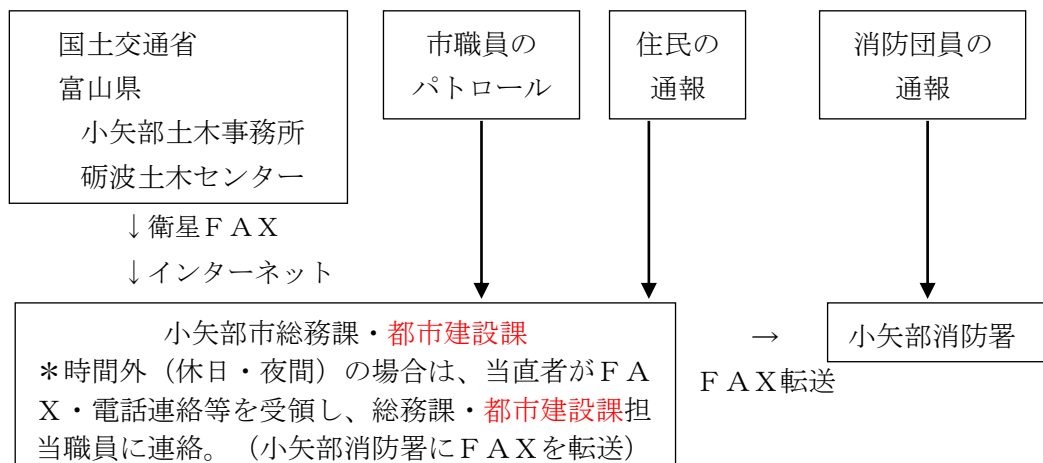 国土交通省
富山県
小矢部土木事務所
砺波土木センター
市職員の
パトロール
住民の
通報
消防団員の
通報
↓衛星ＦＡＸ
↓インターネット
小矢部市総務課・都市建設課
＊時間外（休日・夜間）の場合は、当直者がＦＡ
Ｘ・電話連絡等を受領し、総務課・都市建設課担
当職員に連絡。（小矢部消防署にＦＡＸを転送）
→
ＦＡＸ転送
小矢部消防署